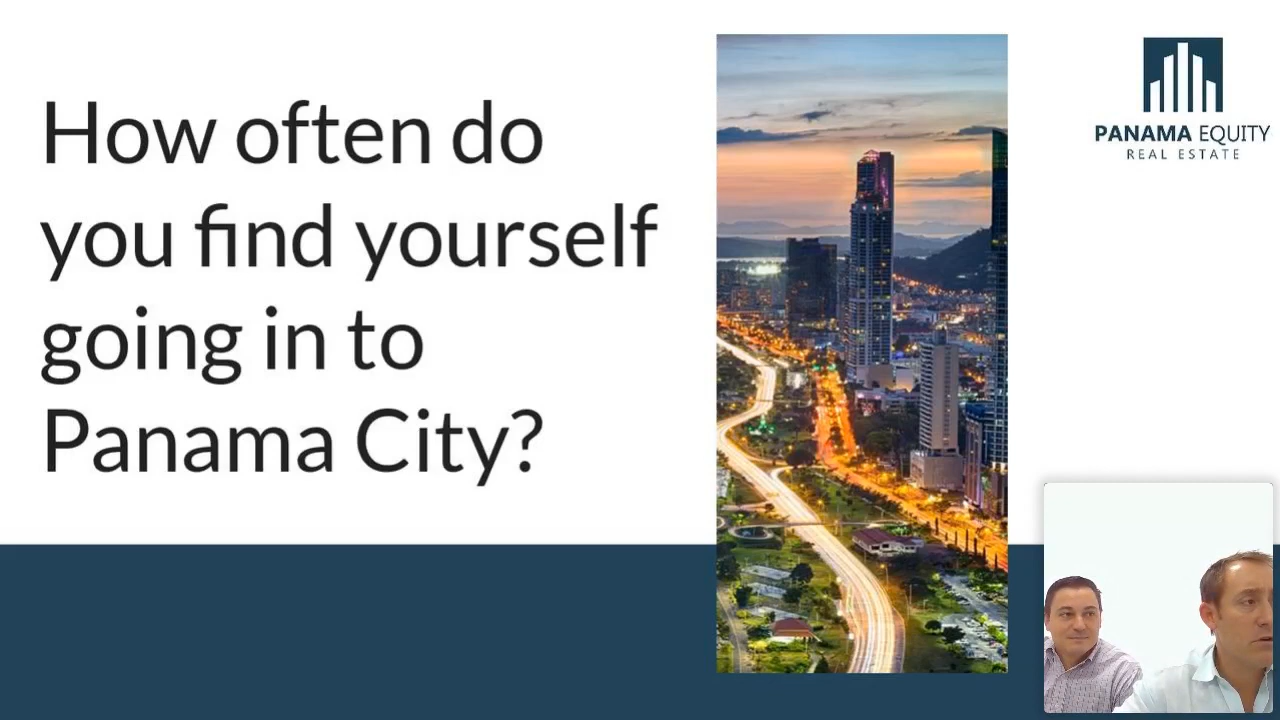 How often do
you find yourself
going in to
Panama City?
PANAMA EQUITY
REAL ESTATE